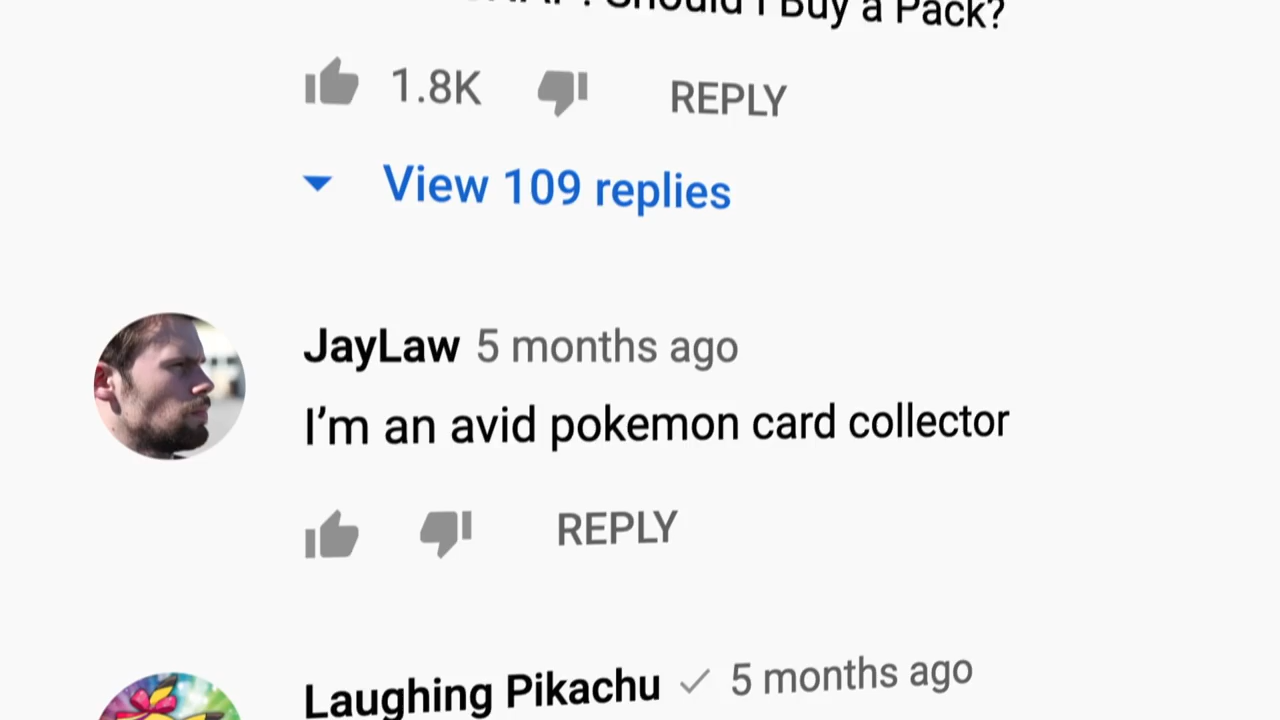 Should I Buy a Pack?
1.8K REPLY
View 109 replies
JayLaw 5 months ago
I’m an avid pokemon card collector
REPLY
Laughing Pikachu 5 months ago